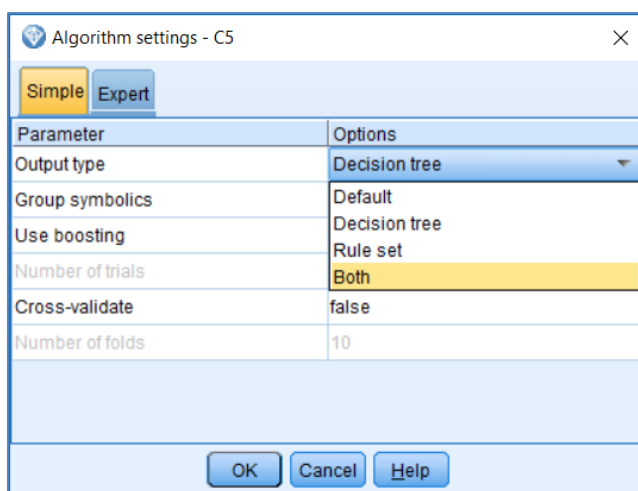 Algorithm settings - C5
Simple Expert
Parameter Options
Output type Decision tree
Group symbolics Default
Decision tree
Use boosting Rule set
Number of trials Both
Cross-validate false
Number of folds 10
OK Cancel Help